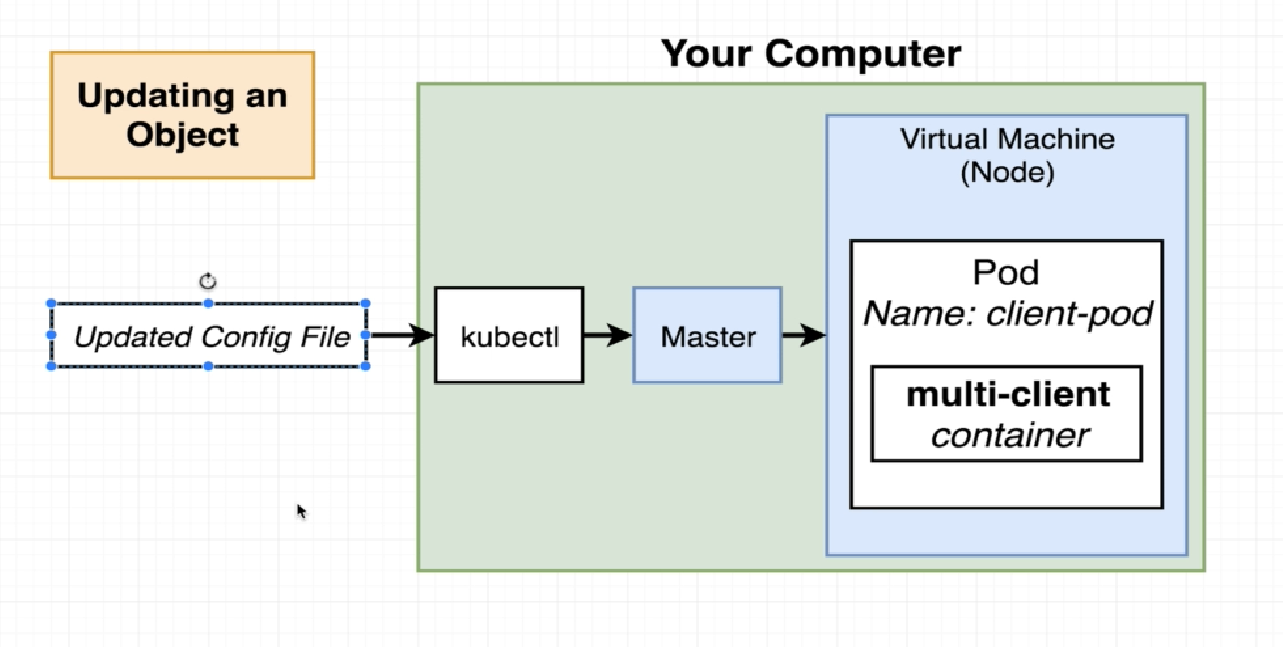 Updating an
Object
Your Computer
Virtual Machine
(Node)
Updated Config File
kubectl
Master
Pod
Name: client-pod
multi-client
container